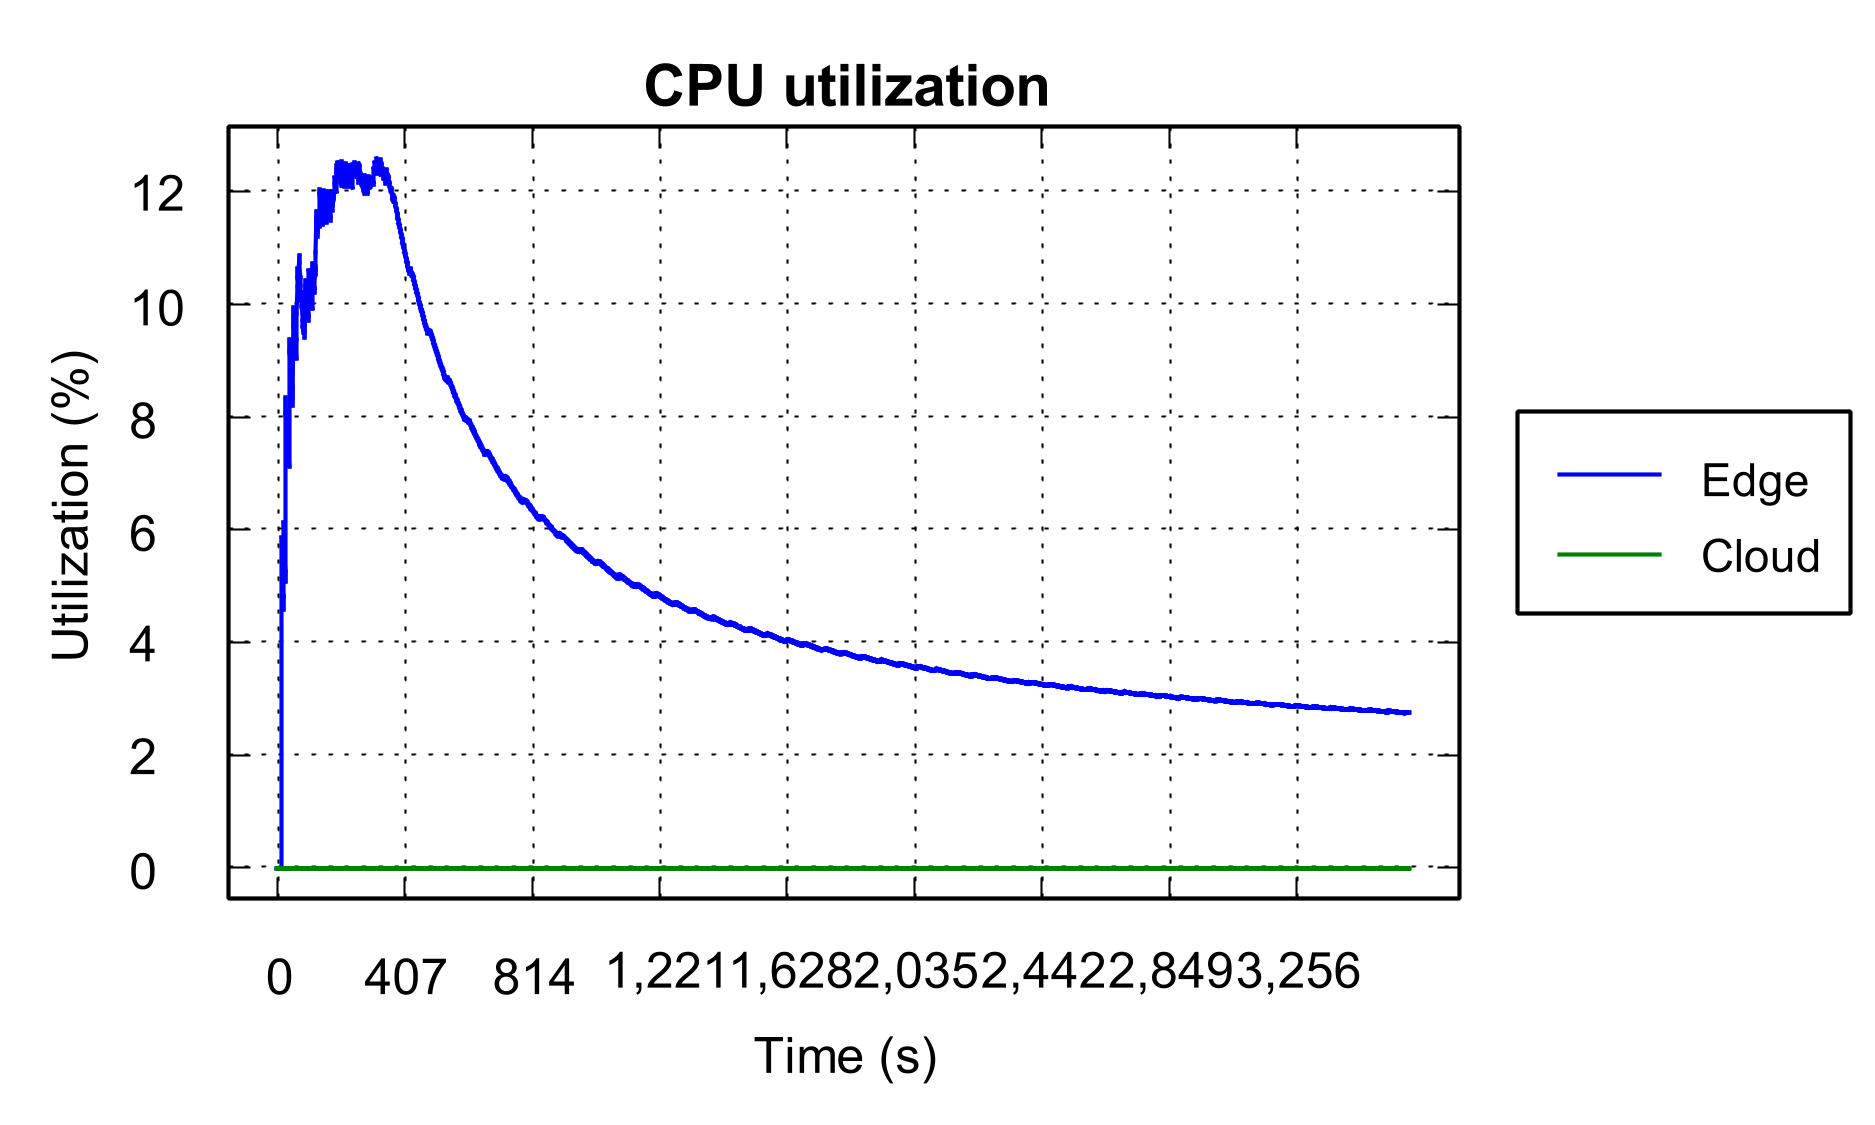 CPU utilization
12
10
8
6
4
2
0
Utilization (%)
0 407 814 1,2211,6282,0352,4422,8493,256
Time (s)
Edge
Cloud